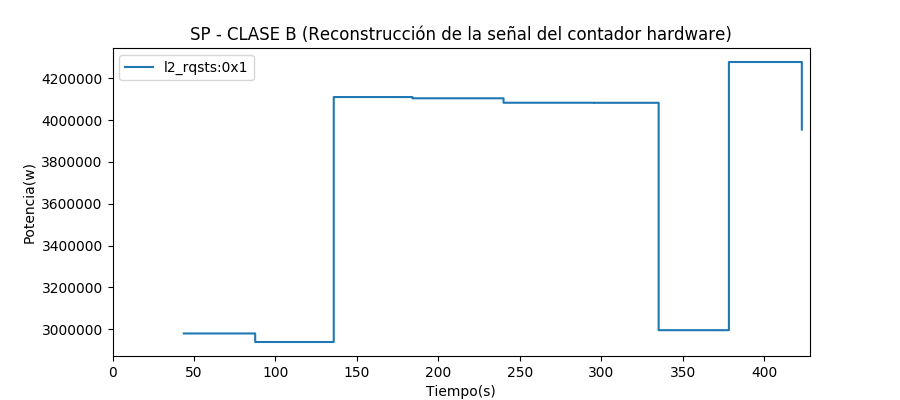 SP - CLASE B (Reconstrucción de la señal del contador hardware)
l2_rqsts:0x1
Potencia(w)
4200000
4000000
3800000
3600000
3400000
3200000
3000000
0 50 100 150 200 250 300 350 400
Tiempo(s)